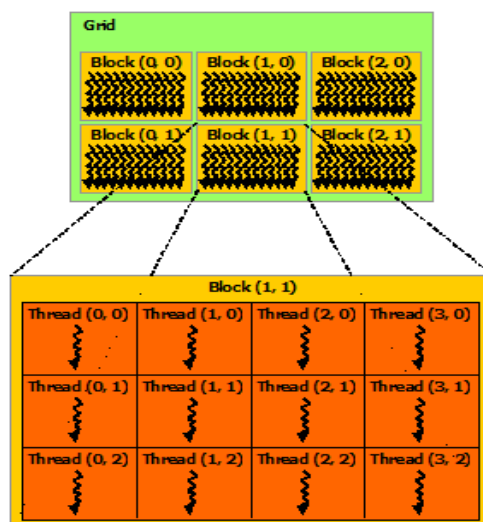 Grid
Block (0, 0) Block (1, 0) Block (2, 0)
Block (0, 1) Block (1, 1) Block (2, 1)
Block (1, 1)
Thread (0, 0) Thread (1, 0) Thread (2, 0) Thread (3, 0)
Thread (0, 1) Thread (1, 1) Thread (2, 1) Thread (3, 1)
Thread (0, 2) Thread (1, 2) Thread (2, 2) Thread (3, 2)